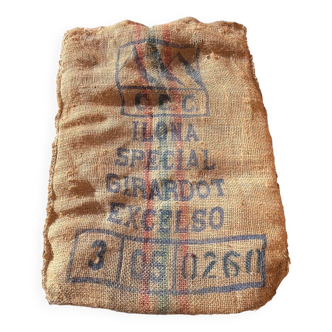 C.F.C.
ILONA
SPECIAL
GIRARDOT
EXCELSO
3 05 0260